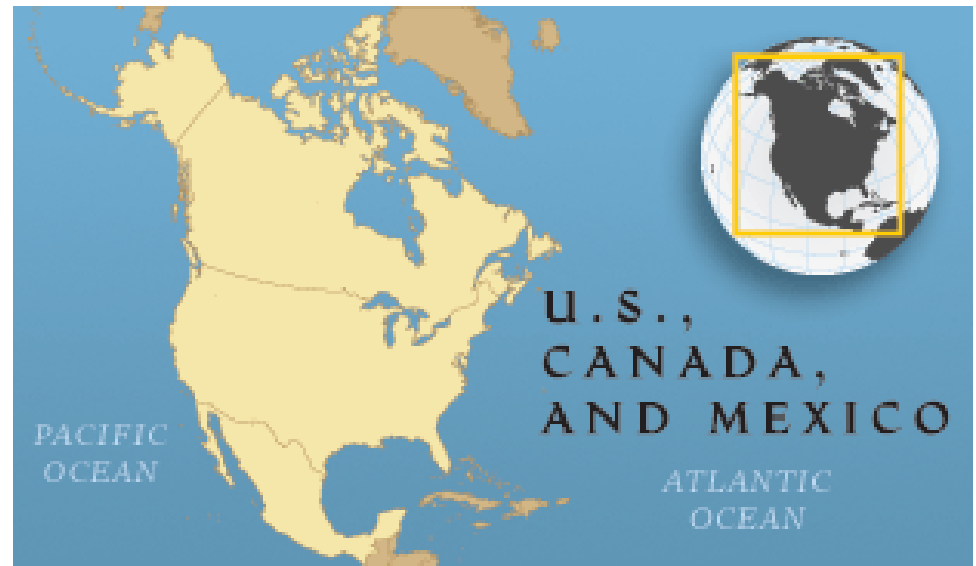 U.S.,
CANADA,
AND MEXICO
PACIFIC
OCEAN
ATLANTIC
OCEAN